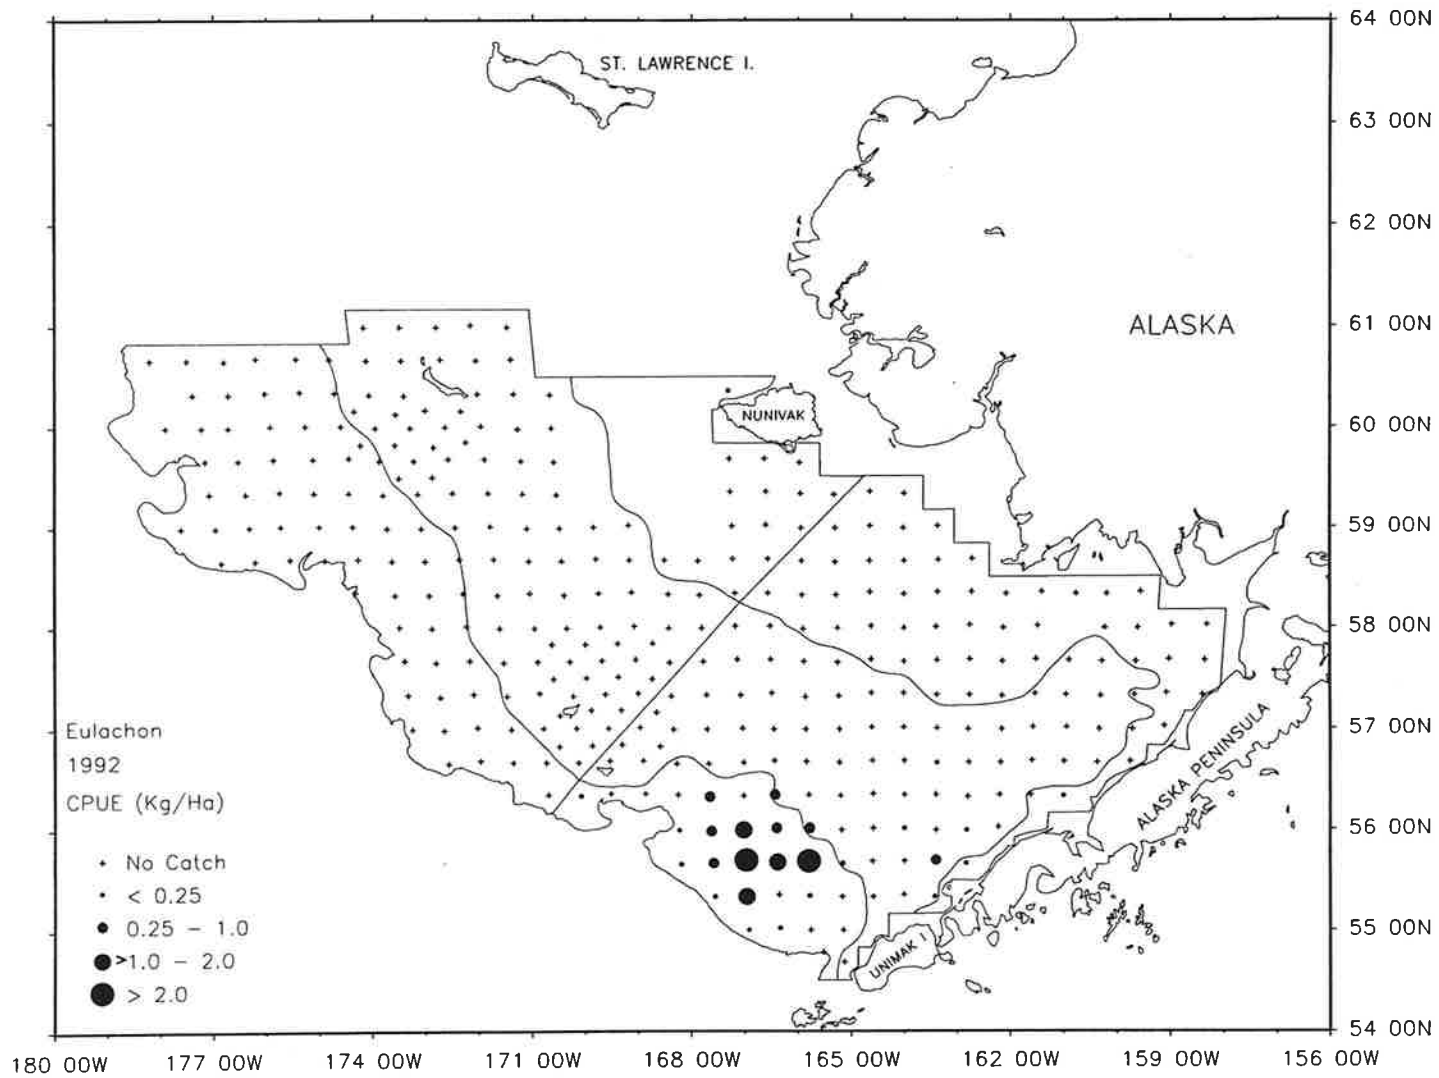 64 00N
ST. LAWRENCE I.
63 00N
62 00N
ALASKA
61 00N
NUNIVAK
60 00N
59 00N
58 00N
57 00N
ALASKA PENINSULA
56 00N
55 00N
UNIMAK I
54 00N
Eulachon
1992
CPUE (Kg/Ha)
+ No Catch
< 0.25
0.25 – 1.0
>1.0 – 2.0
> 2.0
180 00W 177 00W 174 00W 171 00W 168 00W 165 00W 162 00W 159 00W 156 00W